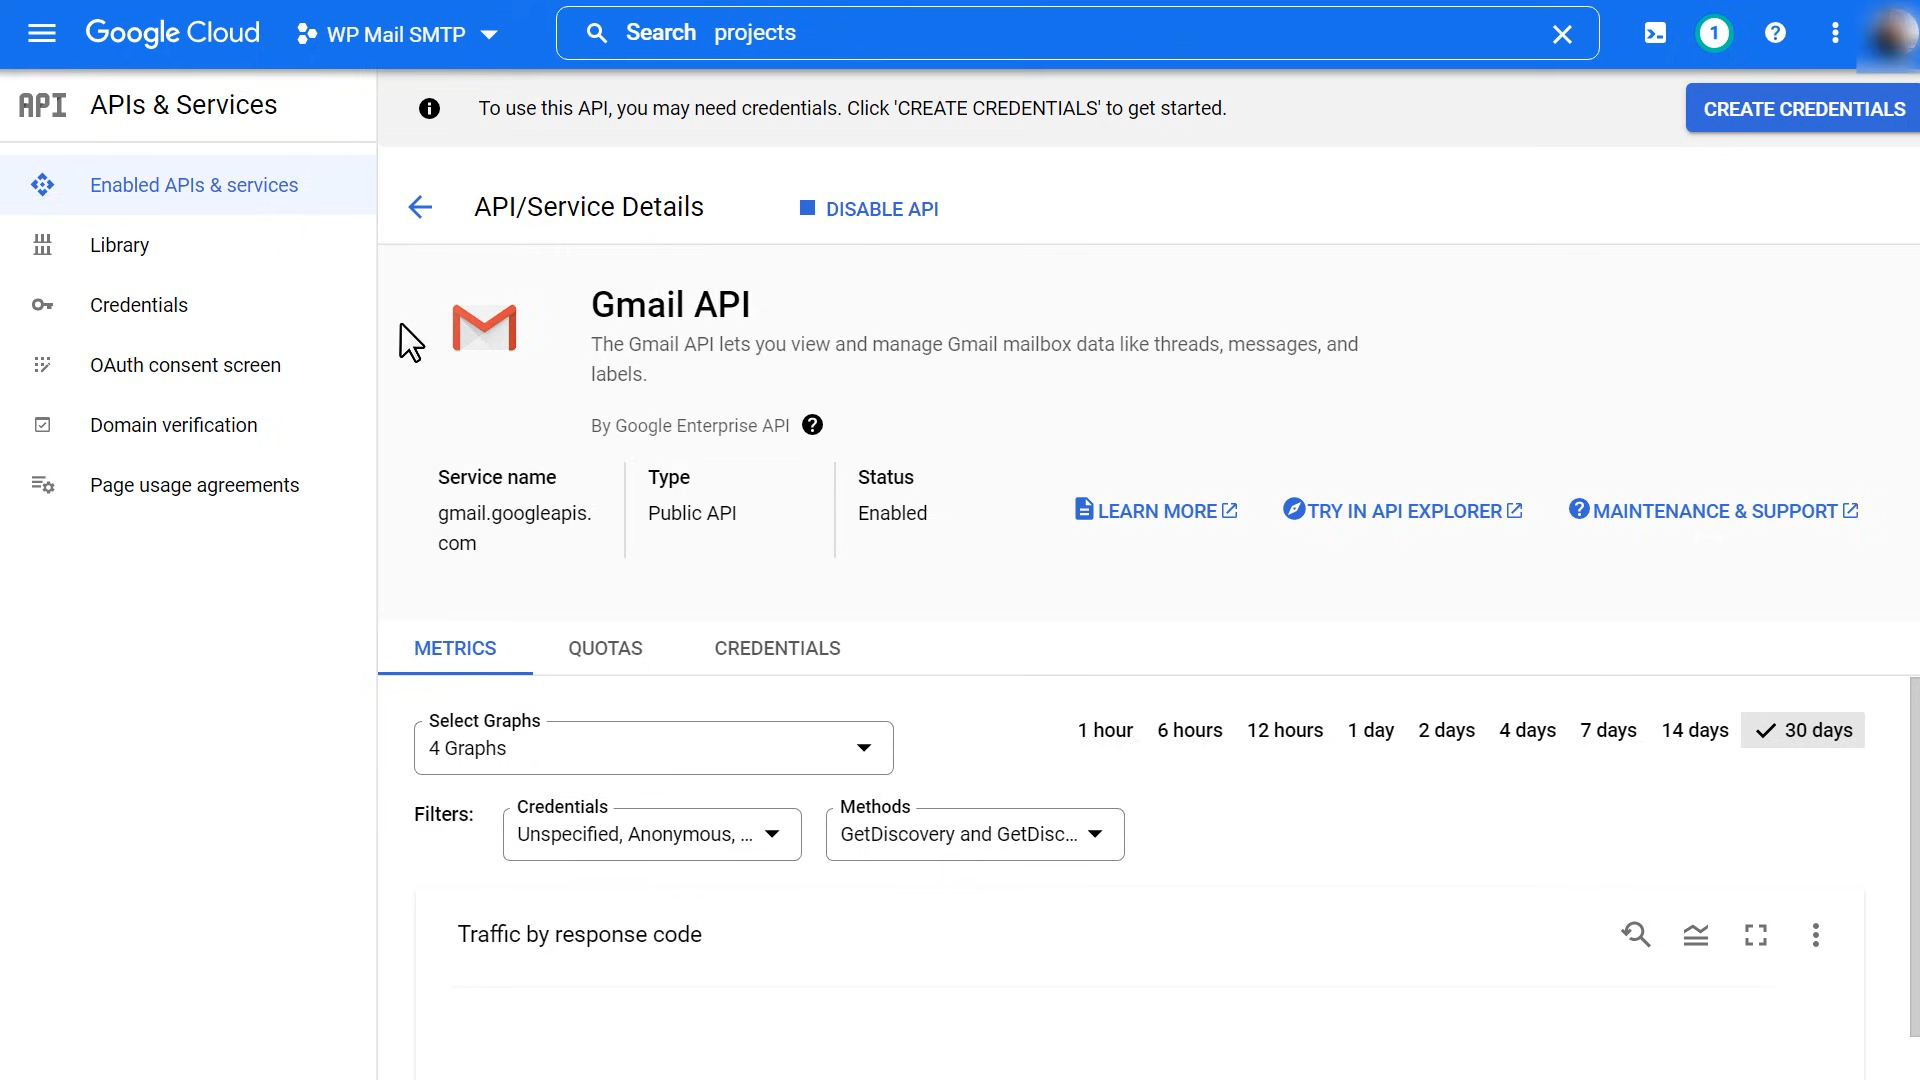 Google Cloud
WP Mail SMTP
Search projects
1
API APIs & Services
To use this API, you may need credentials. Click 'CREATE CREDENTIALS' to get started.
CREATE CREDENTIALS
Enabled APIs & services
Library
Credentials
OAuth consent screen
Domain verification
Page usage agreements
API/Service Details
DISABLE API
Gmail API
The Gmail API lets you view and manage Gmail mailbox data like threads, messages, and
labels.
By Google Enterprise API
Service name
gmail.googleapis.
com
Type
Public API
Status
Enabled
LEARN MORE
TRY IN API EXPLORER
MAINTENANCE & SUPPORT
METRICS QUOTAS CREDENTIALS
Select Graphs
4 Graphs
1 hour 6 hours 12 hours 1 day 2 days 4 days 7 days 14 days 30 days
Filters:
Credentials
Unspecified, Anonymous, ...
Methods
GetDiscovery and GetDisc...
Traffic by response code